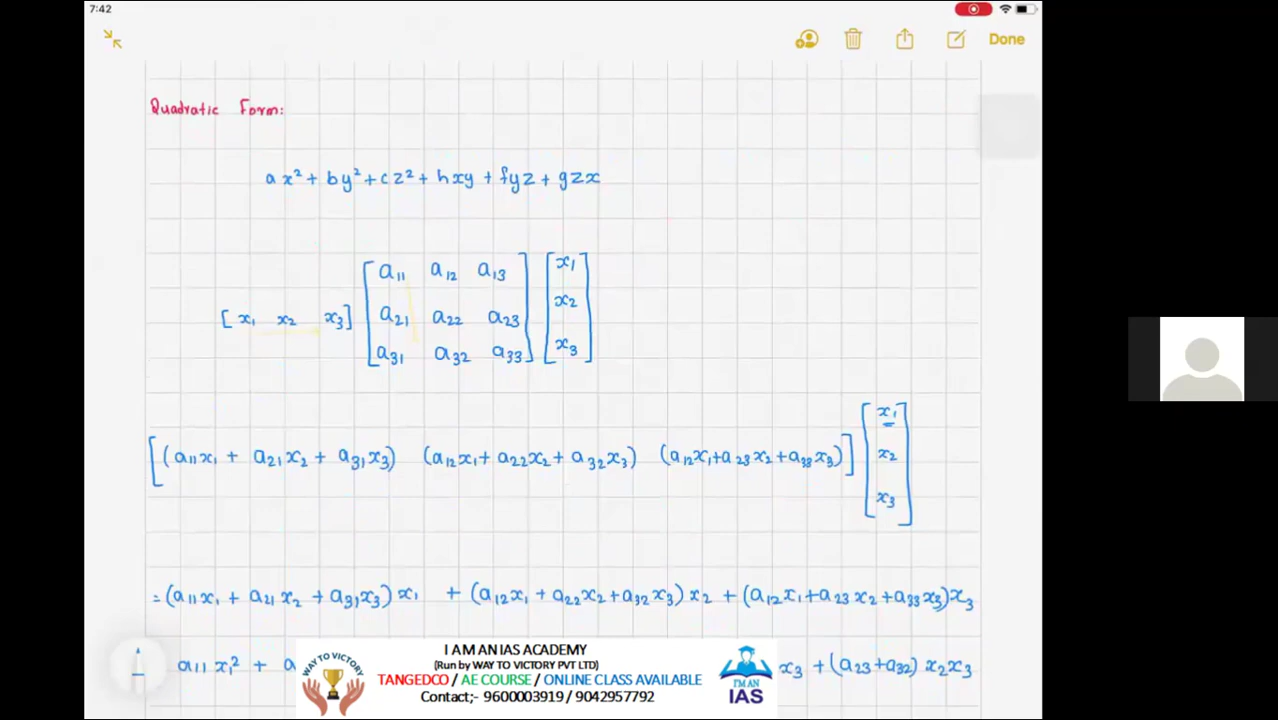 7:42
Done
Quadratic Form:
ax² + by² + cz² + hxy + fyz + gzx
[x₁ x₂ x₃] [a₁₁ a₁₂ a₁₃] [x₁]
[a₂₁ a₂₂ a₂₃] [x₂]
[a₃₁ a₃₂ a₃₃] [x₃]
[(a₁₁x₁ + a₂₁x₂ + a₃₁x₃) (a₁₂x₁ + a₂₂x₂ + a₃₂x₃) (a₁₂x₁ + a₂₃x₂ + a₃₃x₃)] [x₁
x₂
x₃]
= (a₁₁x₁ + a₂₁x₂ + a₃₁x₃)x₁ + (a₁₂x₁ + a₂₂x₂ + a₃₂x₃)x₂ + (a₁₂x₁ + a₂₃x₂ + a₃₃x₃)x₃
a₁₁x₁² + a x₃ + (a₂₃+a₃₂) x₂x₃
WAY TO VICTORY
I A M AN IAS ACADEMY
(Run by WAY TO VICTORY PVT LTD)
TANGEDCO / AE COURSE / ONLINE CLASS AVAILABLE
Contact;- 9600003919 / 9042957792
I'M AN
IAS